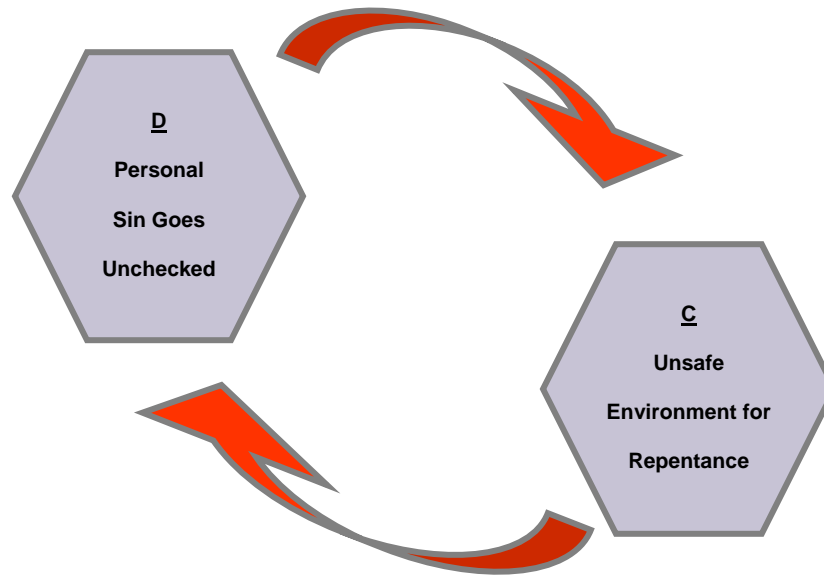 D
Personal
Sin Goes
Unchecked
C
Unsafe
Environment for
Repentance